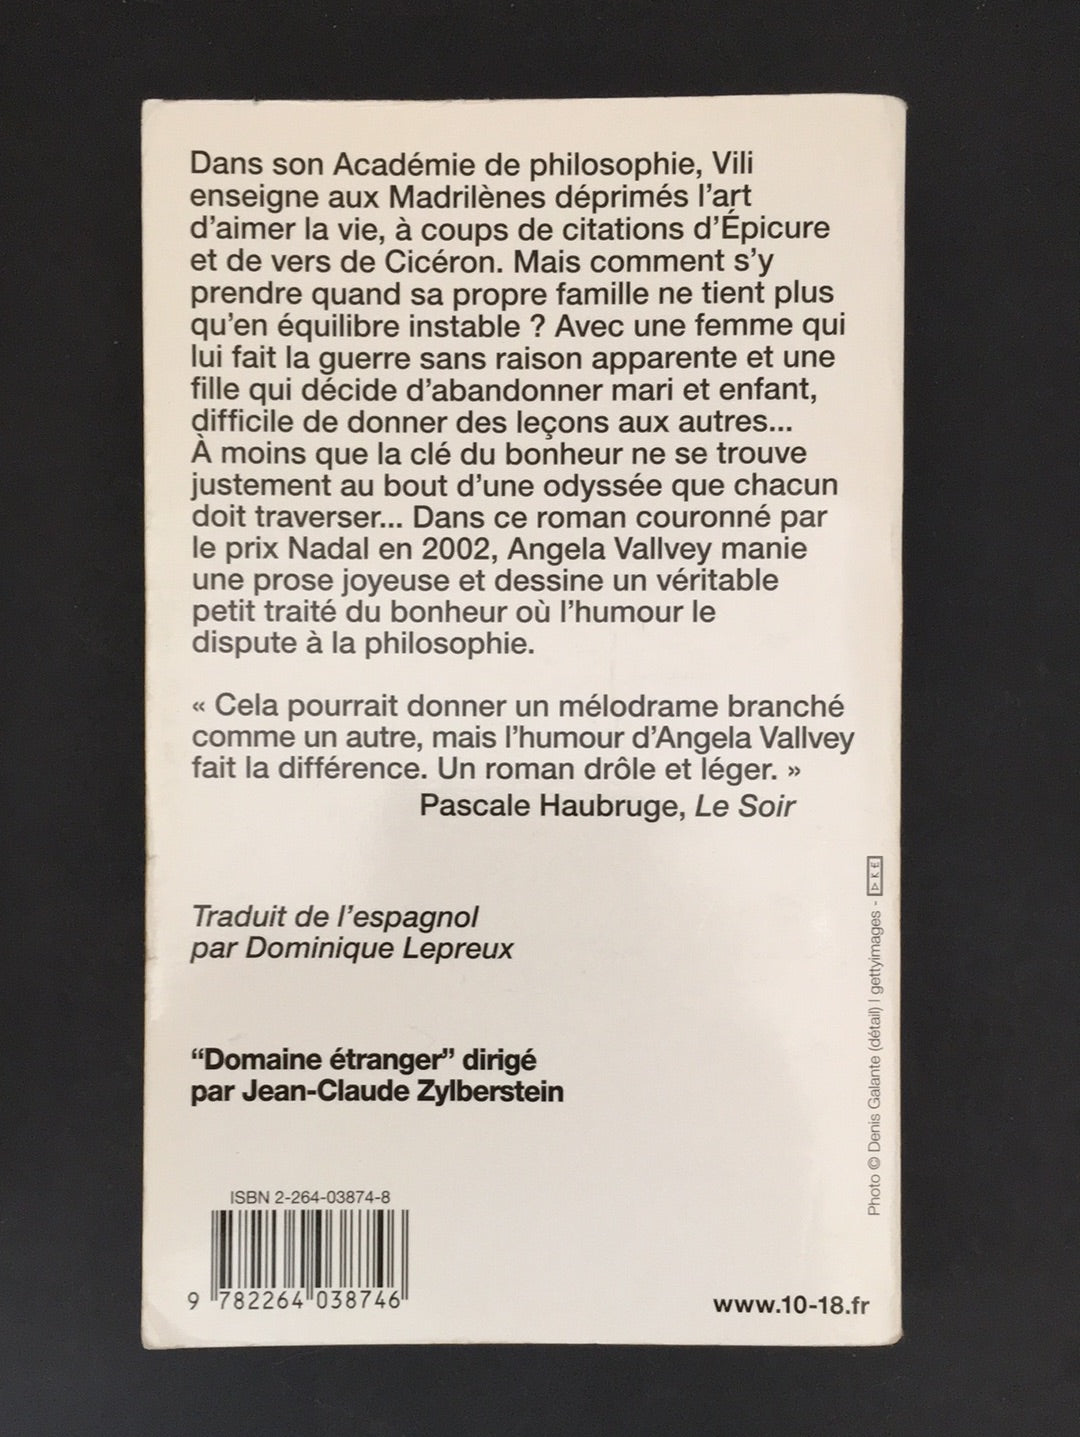 Dans son Académie de philosophie, Vili
enseigne aux Madrilènes déprimés l'art
d'aimer la vie, à coups de citations d'Épicure
et de vers de Cicéron. Mais comment s'y
prendre quand sa propre famille ne tient plus
qu'en équilibre instable ? Avec une femme qui
lui fait la guerre sans raison apparente et une
fille qui décide d'abandonner mari et enfant,
difficile de donner des leçons aux autres...
À moins que la clé du bonheur ne se trouve
justement au bout d'une odyssée que chacun
doit traverser... Dans ce roman couronné par
le prix Nadal en 2002, Angela Vallvey manie
une prose joyeuse et dessine un véritable
petit traité du bonheur où l'humour le
dispute à la philosophie.
« Cela pourrait donner un mélodrame branché
comme un autre, mais l'humour d'Angela Vallvey
fait la différence. Un roman drôle et léger. »
Pascale Haubruge, Le Soir
Traduit de l'espagnol
par Dominique Lepreux
“Domaine étranger” dirigé
par Jean-Claude Zylberstein
ISBN 2-264-03874-8
9 782264 038746
www.10-18.fr
Photo © Denis Galante (détail) | gettyimages -